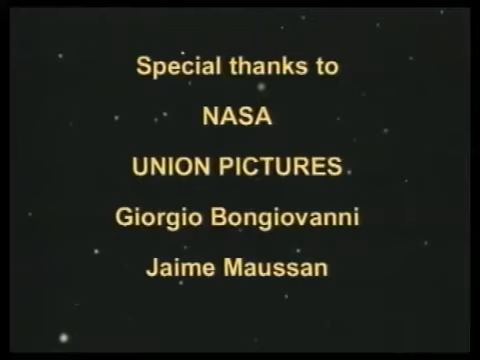 Special thanks to
NASA
UNION PICTURES
Giorgio Bongiovanni
Jaime Maussan